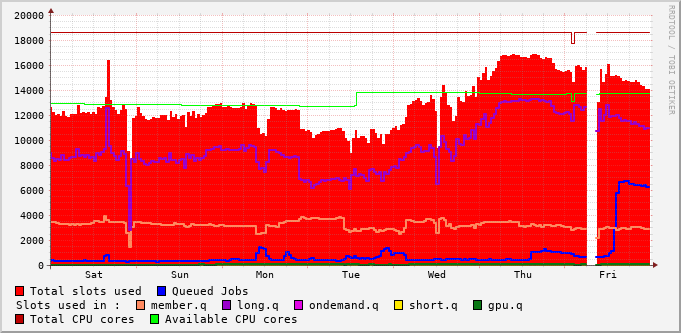 RRDTOOL / TOBI OETIKER
20000
18000
16000
14000
12000
10000
8000
6000
4000
2000
0
Sat Sun Mon Tue Wed Thu Fri
Total slots used Queued Jobs
Slots used in : member.q long.q ondemand.q short.q gpu.q
Total CPU cores Available CPU cores